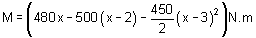 M = (480x − 500(x − 2) − 450/2 (x − 3)²) N.m